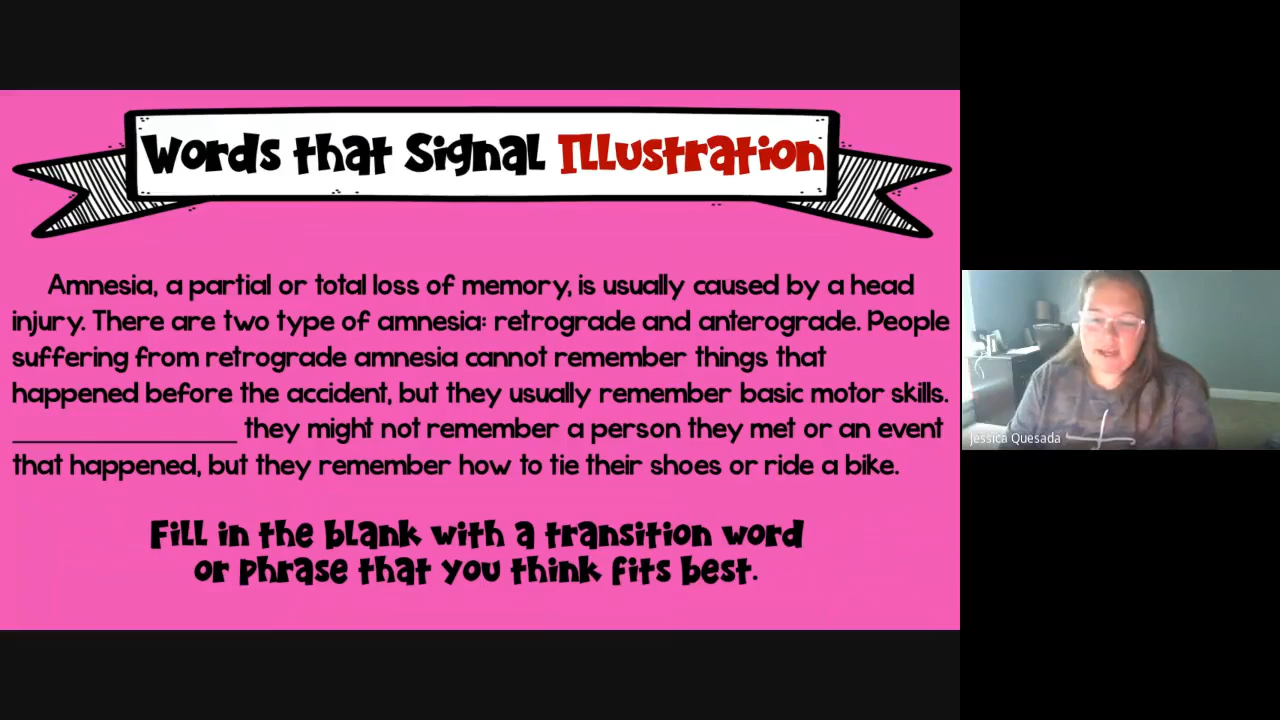 Words that Signal Illustration
Amnesia, a partial or total loss of memory, is usually caused by a head
injury. There are two type of amnesia: retrograde and anterograde. People
suffering from retrograde amnesia cannot remember things that
happened before the accident, but they usually remember basic motor skills.
________________ they might not remember a person they met or an event
that happened, but they remember how to tie their shoes or ride a bike.
Fill in the blank with a transition word
or phrase that you think fits best.
Jessica Quesada